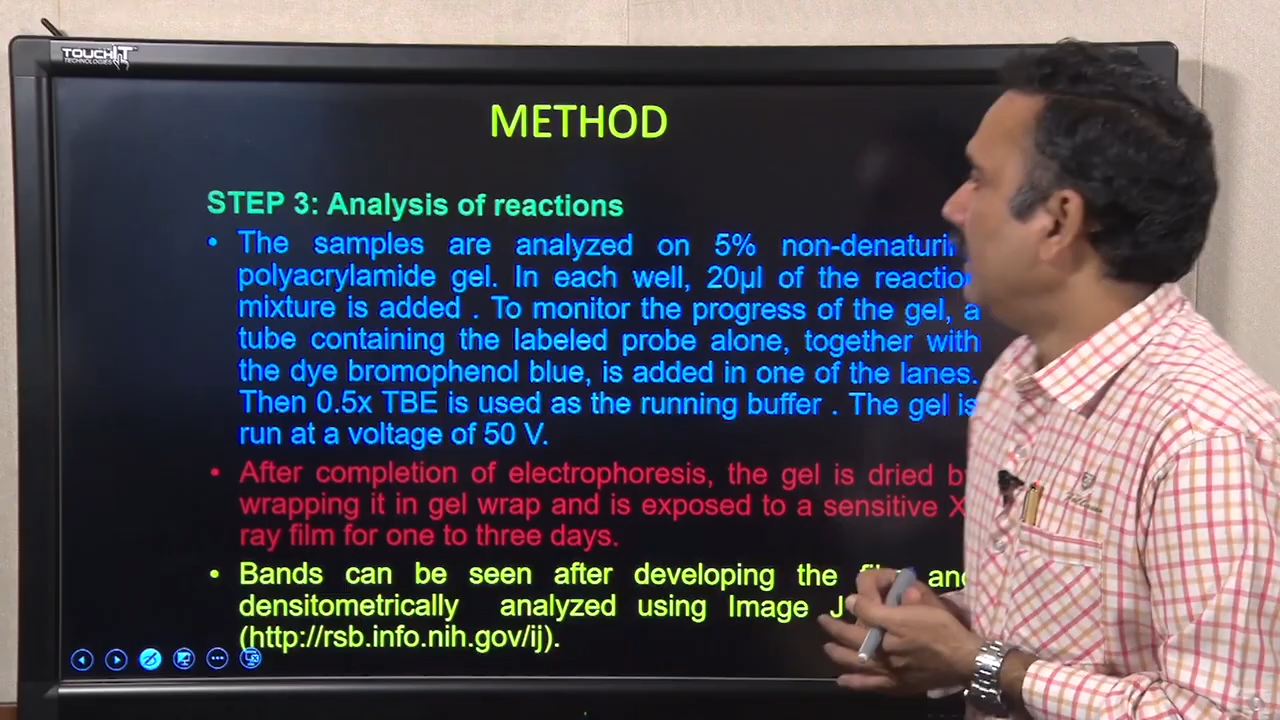 TOUCHIT
TECHNOLOGIES
METHOD
STEP 3: Analysis of reactions
• The samples are analyzed on 5% non-denaturin
polyacrylamide gel. In each well, 20µl of the reaction
mixture is added . To monitor the progress of the gel, a
tube containing the labeled probe alone, together with
the dye bromophenol blue, is added in one of the lanes.
Then 0.5x TBE is used as the running buffer . The gel is
run at a voltage of 50 V.
• After completion of electrophoresis, the gel is dried b
wrapping it in gel wrap and is exposed to a sensitive X
ray film for one to three days.
• Bands can be seen after developing the and
densitometrically analyzed using Image J
(http://rsb.info.nih.gov/ij).